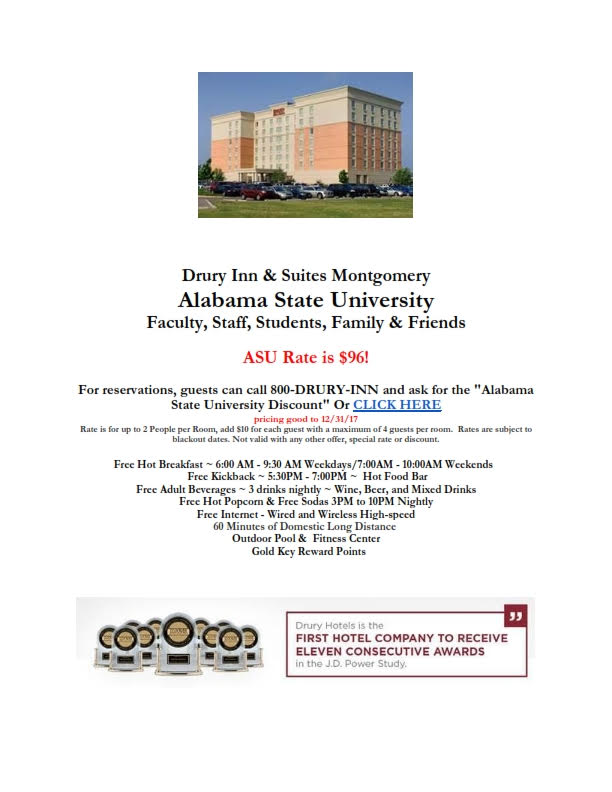 Drury Inn & Suites Montgomery
Alabama State University
Faculty, Staff, Students, Family & Friends
ASU Rate is $96!
For reservations, guests can call 800-DRURY-INN and ask for the "Alabama
State University Discount" Or CLICK HERE
pricing good to 12/31/17
Rate is for up to 2 People per Room, add $10 for each guest with a maximum of 4 guests per room. Rates are subject to
blackout dates. Not valid with any other offer, special rate or discount.
Free Hot Breakfast ~ 6:00 AM - 9:30 AM Weekdays/7:00AM - 10:00AM Weekends
Free Kickback ~ 5:30PM - 7:00PM ~ Hot Food Bar
Free Adult Beverages ~ 3 drinks nightly ~ Wine, Beer, and Mixed Drinks
Free Hot Popcorn & Free Sodas 3PM to 10PM Nightly
Free Internet - Wired and Wireless High-speed
60 Minutes of Domestic Long Distance
Outdoor Pool & Fitness Center
Gold Key Reward Points
Drury Hotels is the
FIRST HOTEL COMPANY TO RECEIVE
ELEVEN CONSECUTIVE AWARDS
in the J.D. Power Study.